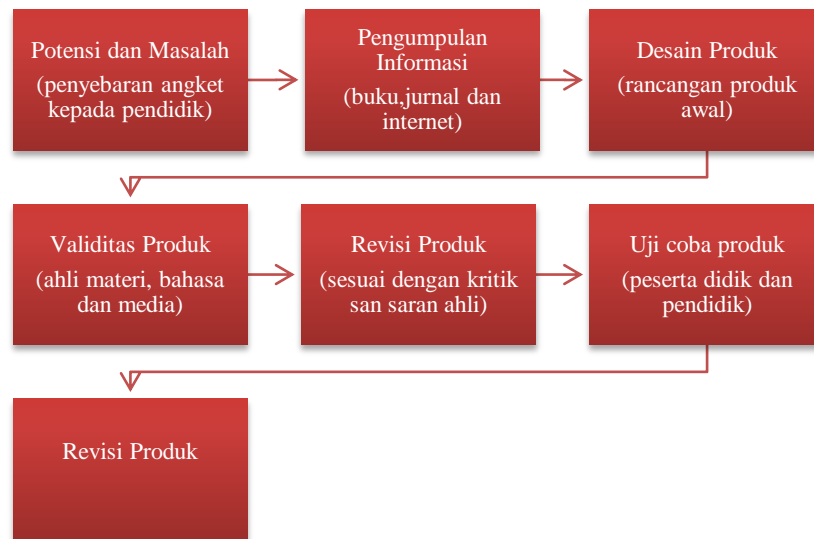 Potensi dan Masalah
(penyebaran angket
kepada pendidik)
Pengumpulan
Informasi
(buku,jurnal dan
internet)
Desain Produk
(rancangan produk
awal)
Validitas Produk
(ahli materi, bahasa
dan media)
Revisi Produk
(sesuai dengan kritik
san saran ahli)
Uji coba produk
(peserta didik dan
pendidik)
Revisi Produk